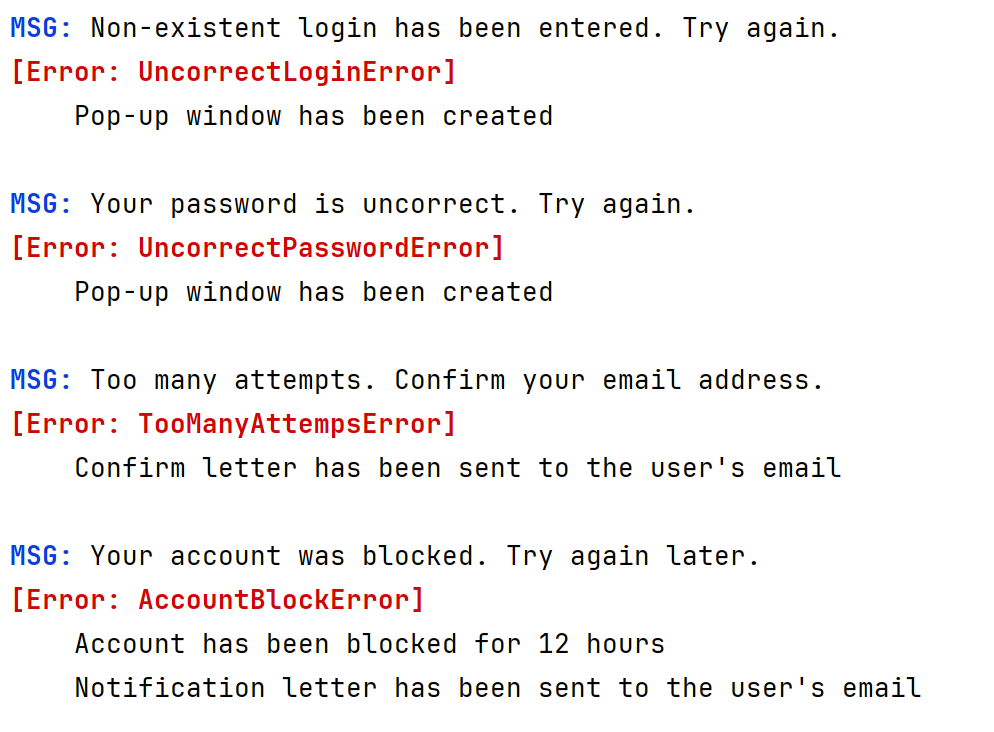 MSG: Non-existent login has been entered. Try again.
[Error: UncorrectLoginError]
Pop-up window has been created
MSG: Your password is uncorrect. Try again.
[Error: UncorrectPasswordError]
Pop-up window has been created
MSG: Too many attempts. Confirm your email address.
[Error: TooManyAttempsError]
Confirm letter has been sent to the user's email
MSG: Your account was blocked. Try again later.
[Error: AccountBlockError]
Account has been blocked for 12 hours
Notification letter has been sent to the user's email